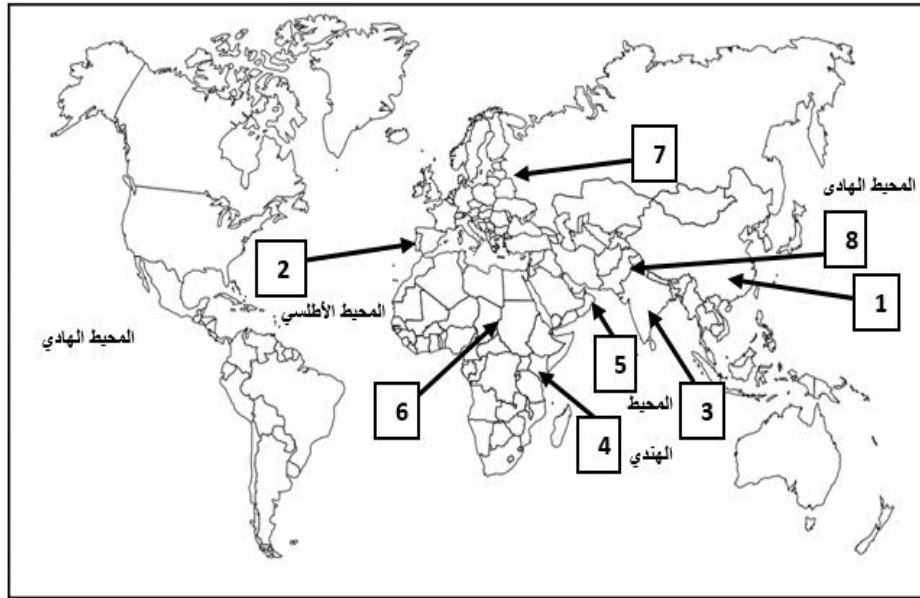 7
المحيط الهادى
8
2
1
المحيط الأطلسي
المحيط الهادي
5
3
6
المحيط
4
الهندي